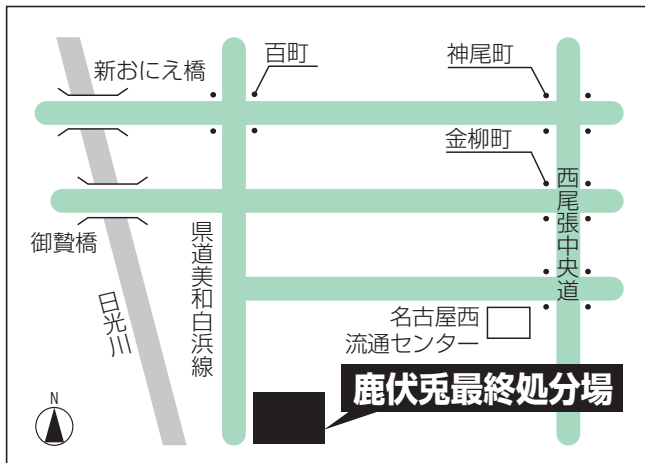 新おにえ橋
百町
神尾町
金柳町
西尾張中央道
御贄橋
県道美和白浜線
日光川
名古屋西
流通センター
鹿伏兎最終処分場
N